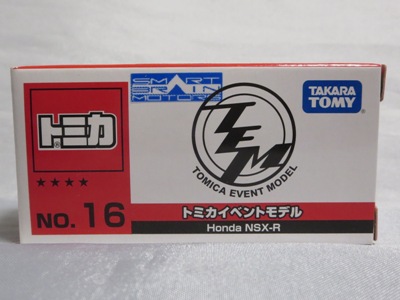 SMART
BRAIN
MOTORS
TAKARA
TOMY
トミカ
TEM
TOMICA EVENT MODEL
★★★★
NO. 16
トミカイベントモデル
Honda NSX-R